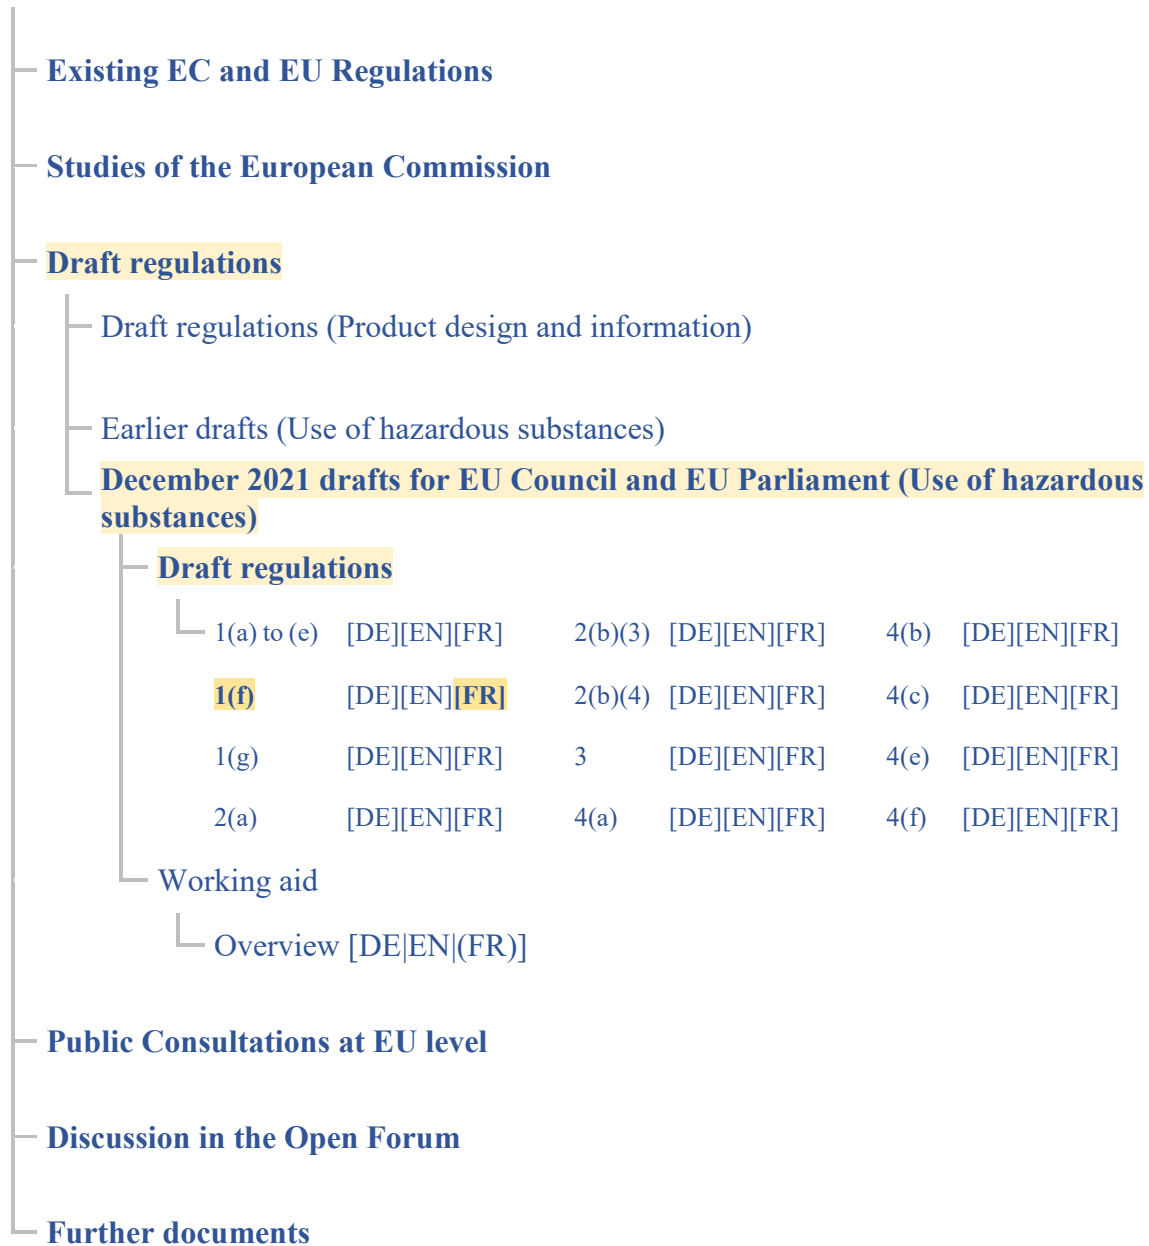 Existing EC and EU Regulations
Studies of the European Commission
Draft regulations
Draft regulations (Product design and information)
Earlier drafts (Use of hazardous substances)
December 2021 drafts for EU Council and EU Parliament (Use of hazardous
substances)
Draft regulations
1(a) to (e) [DE][EN][FR] 2(b)(3) [DE][EN][FR] 4(b) [DE][EN][FR]
1(f) [DE][EN][FR] 2(b)(4) [DE][EN][FR] 4(c) [DE][EN][FR]
1(g) [DE][EN][FR] 3 [DE][EN][FR] 4(e) [DE][EN][FR]
2(a) [DE][EN][FR] 4(a) [DE][EN][FR] 4(f) [DE][EN][FR]
Working aid
Overview [DE|EN|(FR)]
Public Consultations at EU level
Discussion in the Open Forum
Further documents